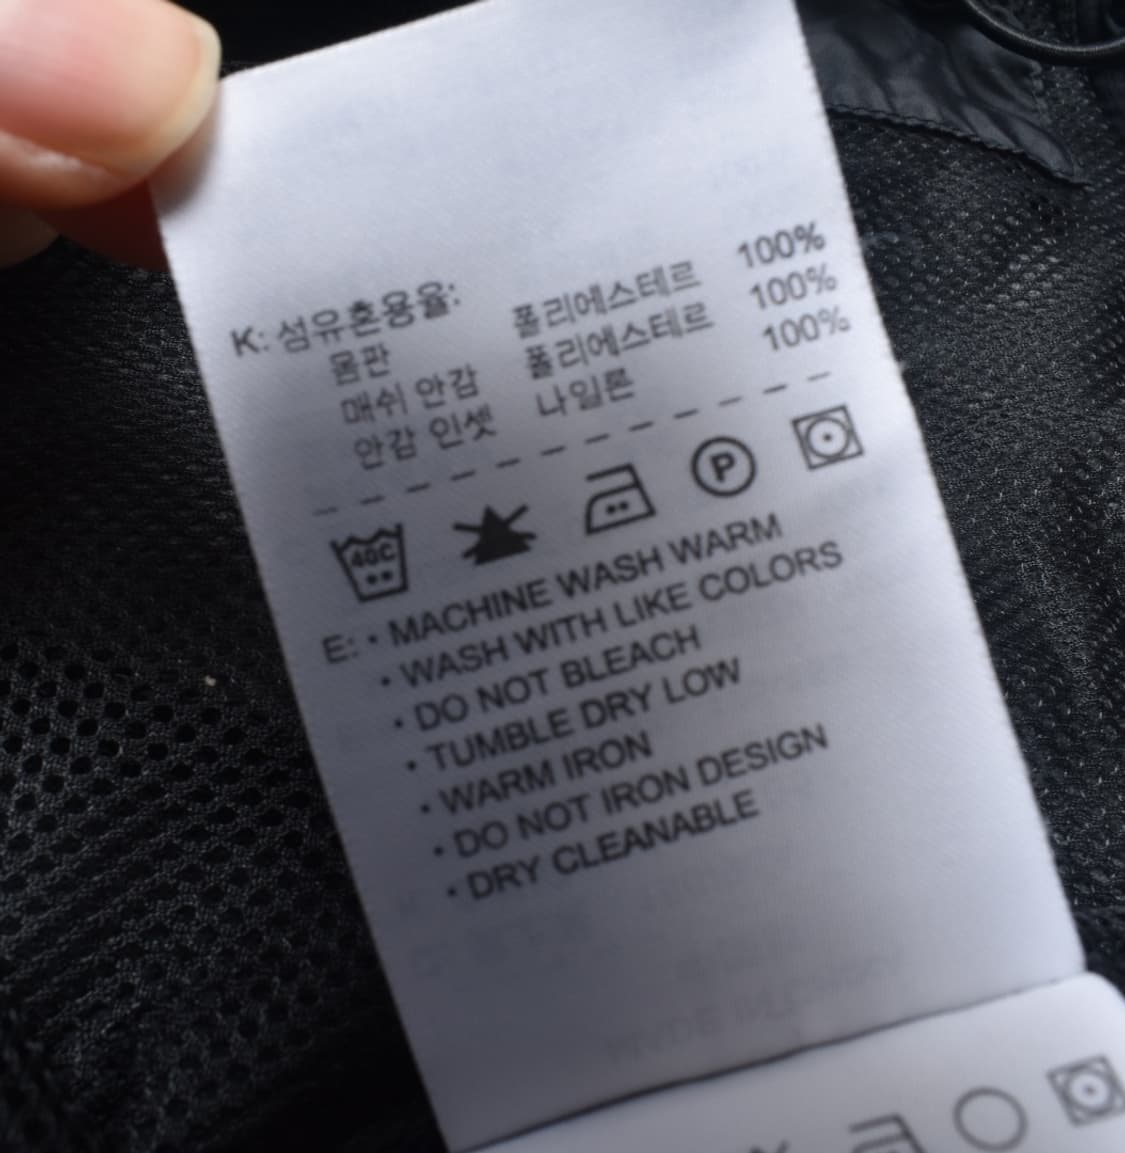 K: 섬유혼용율:
몸판 폴리에스테르 100%
매쉬 안감 폴리에스테르 100%
안감 인셋 나일론 100%
40C
P
E: • MACHINE WASH WARM
• WASH WITH LIKE COLORS
• DO NOT BLEACH
• TUMBLE DRY LOW
• WARM IRON
• DO NOT IRON DESIGN
• DRY CLEANABLE